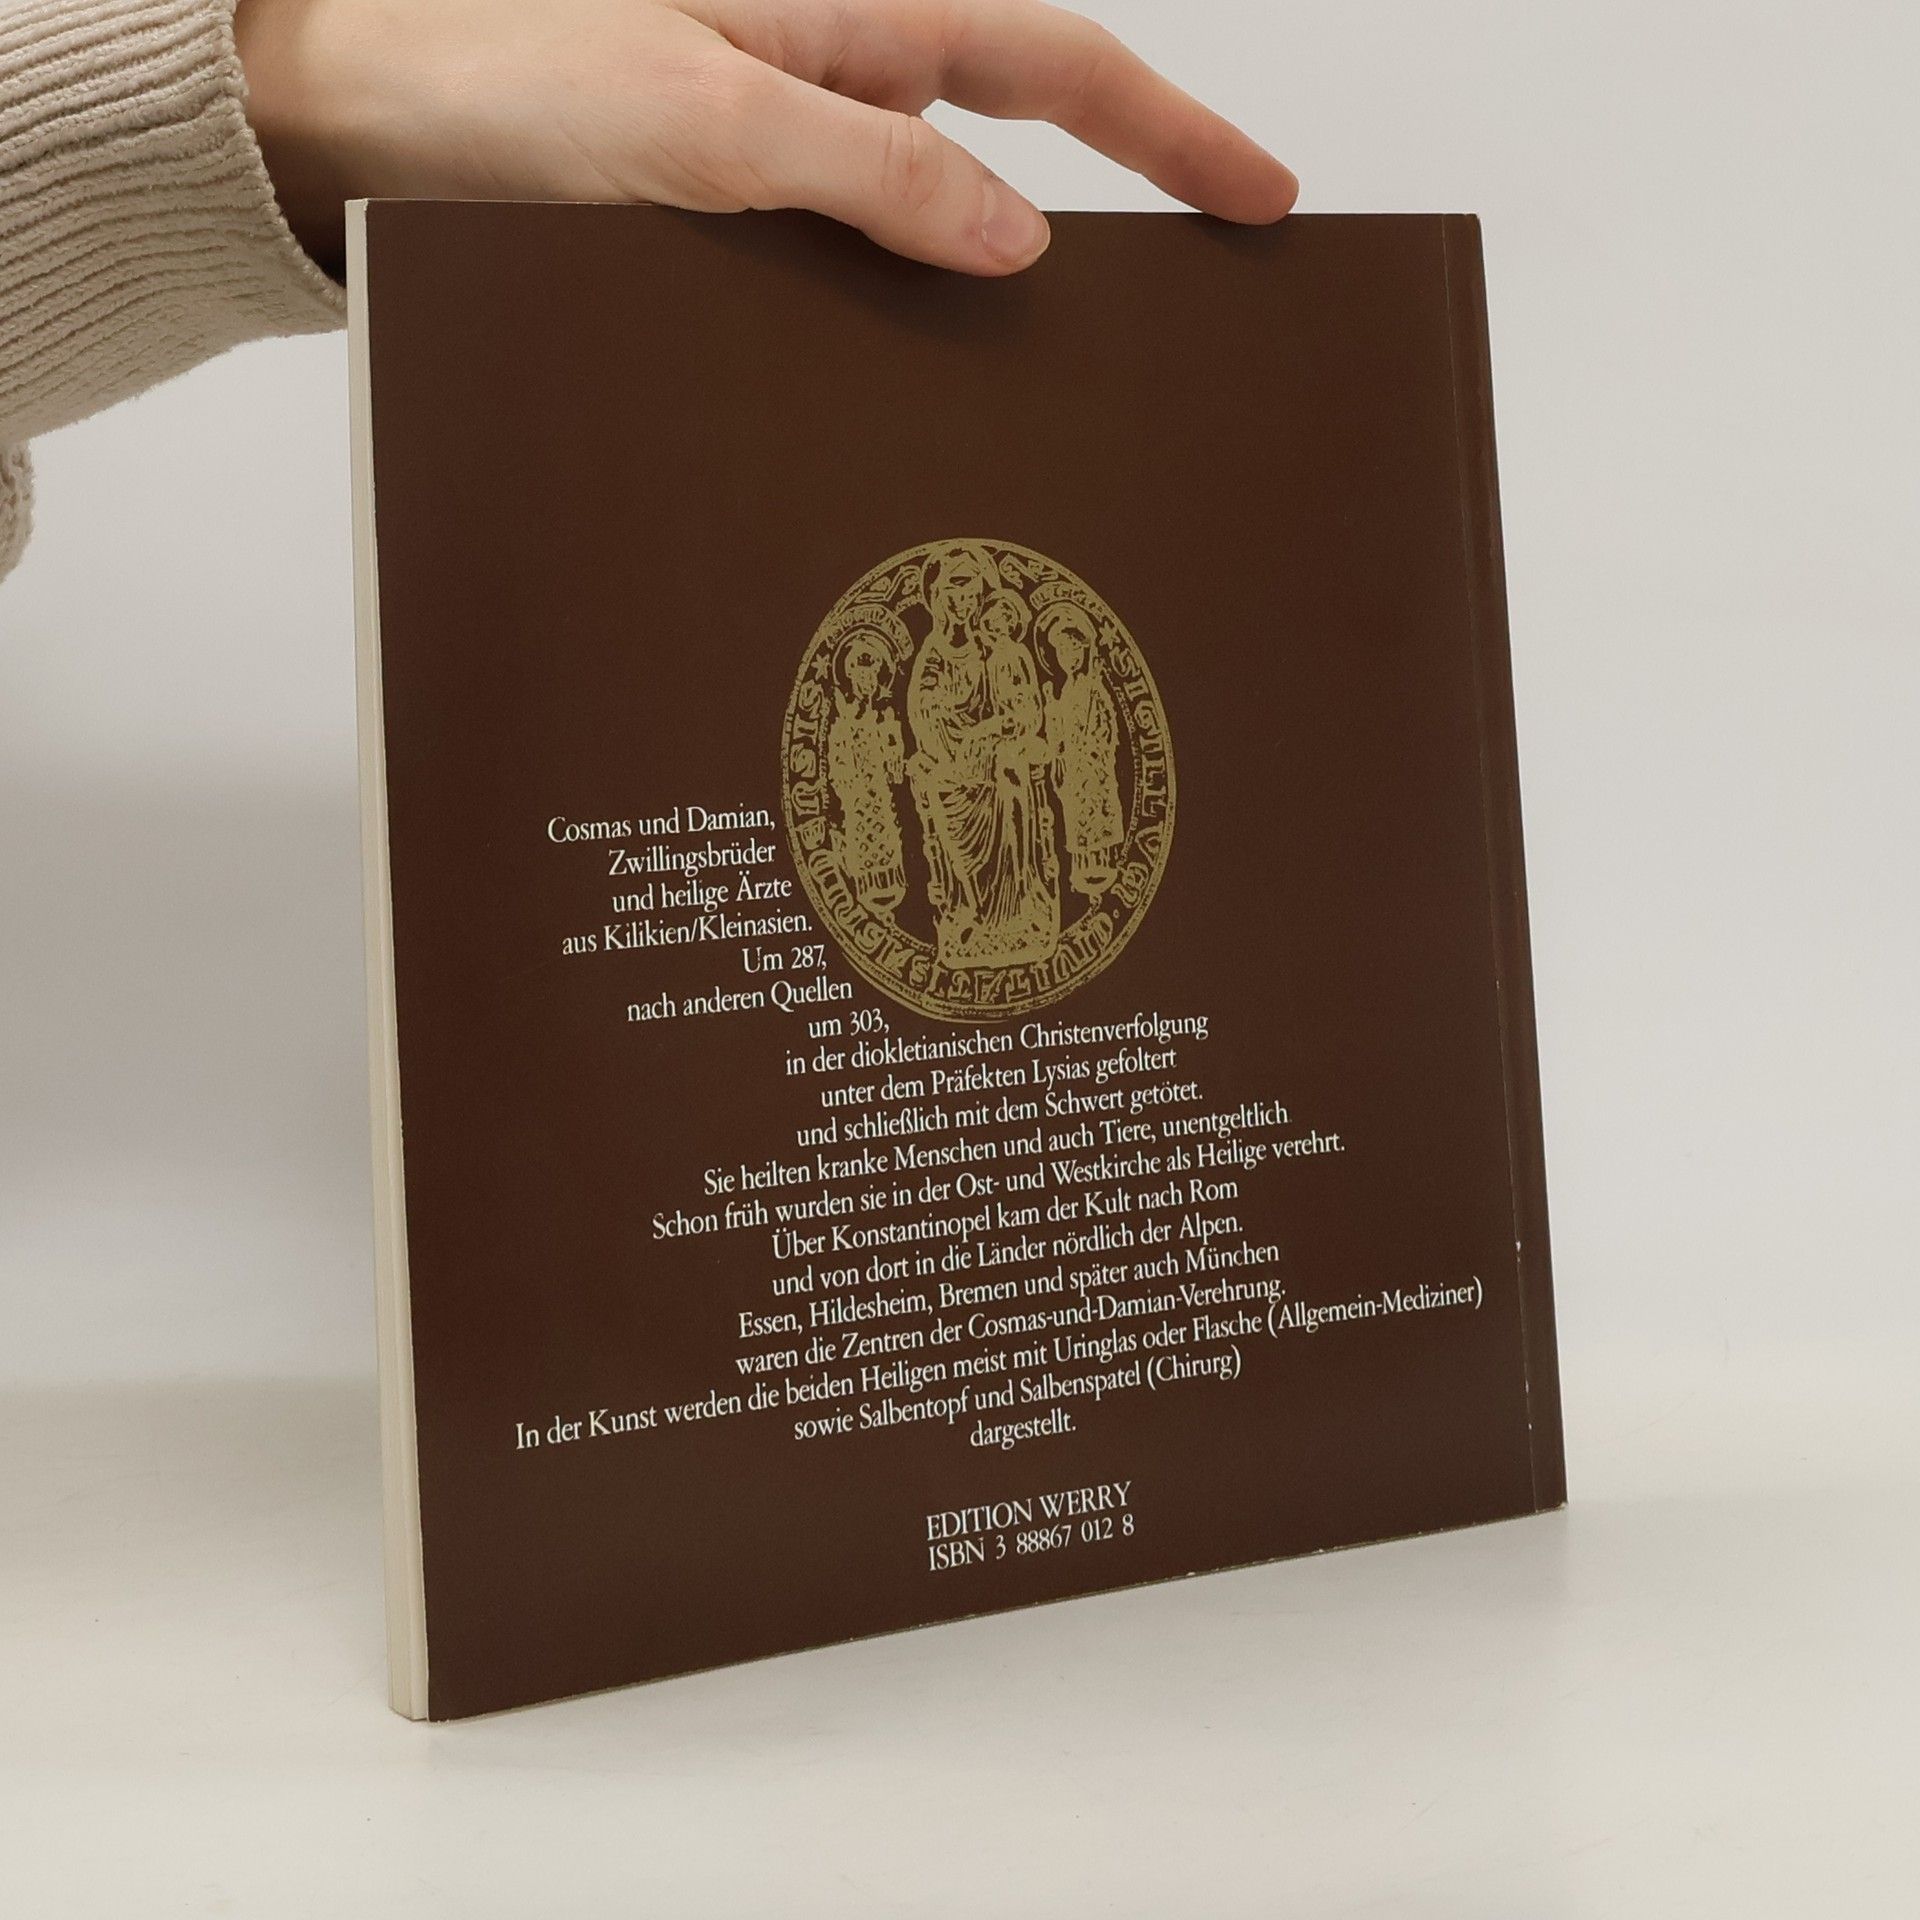 Cosmas und Damian,
Zwillingsbrüder
und heilige Ärzte
aus Kilikien/Kleinasien.
Um 287,
nach anderen Quellen
um 303,
in der diokletianischen Christenverfolgung
unter dem Präfekten Lysias gefoltert
und schließlich mit dem Schwert getötet.
Sie heilten kranke Menschen und auch Tiere, unentgeltlich.
Schon früh wurden sie in der Ost- und Westkirche als Heilige verehrt.
Über Konstantinopel kam der Kult nach Rom
und von dort in die Länder nördlich der Alpen.
Essen, Hildesheim, Bremen und später auch München
waren die Zentren der Cosmas-und-Damian-Verehrung.
In der Kunst werden die beiden Heiligen meist mit Uringlas oder Flasche (Allgemein-Mediziner)
sowie Salbentopf und Salbenspatel (Chirurg)
dargestellt.
EDITION WERRY
ISBN 3 88867 012 8